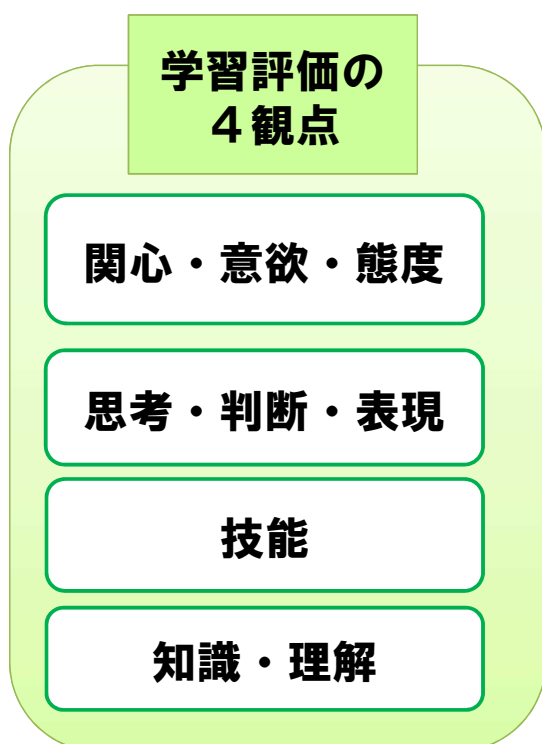 学習評価の
４観点
関心・意欲・態度
思考・判断・表現
技能
知識・理解